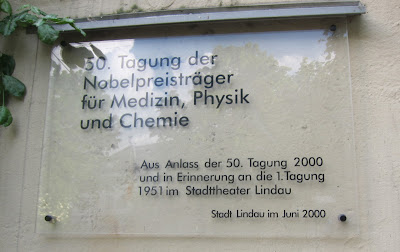 50. Tagung der
Nobelpreisträger
für Medizin, Physik
und Chemie
Aus Anlass der 50. Tagung 2000
und in Erinnerung an die 1. Tagung
1951 im Stadttheater Lindau
Stadt Lindau im Juni 2000